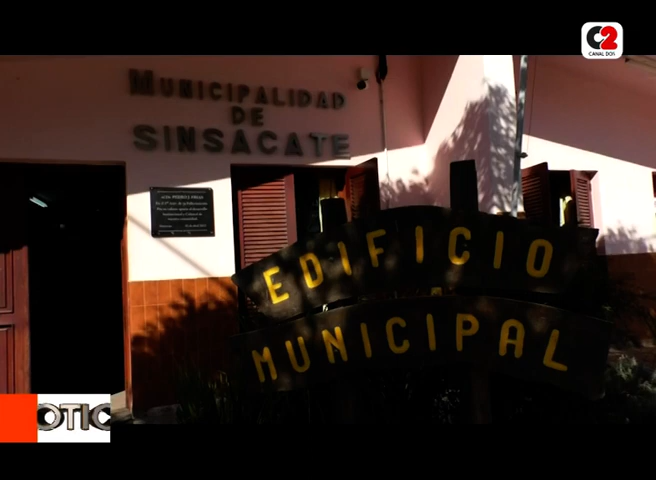 C2
CANAL DOS
MUNICIPALIDAD
DE
SINSACATE
EDIFICIO
MUNICIPAL
OTIC